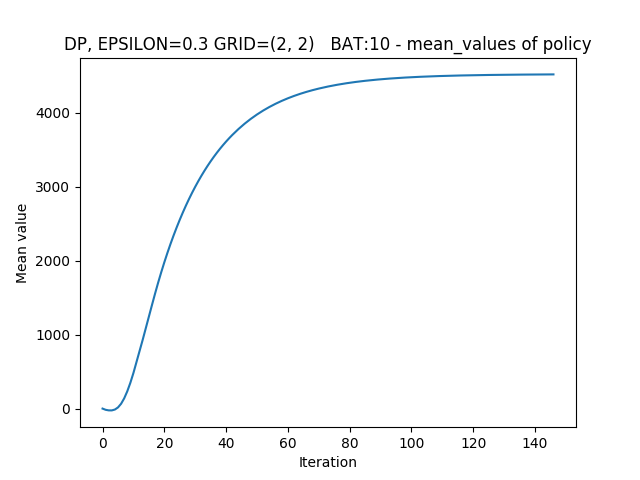 DP, EPSILON=0.3 GRID=(2, 2)   BAT:10 - mean_values of policy
Mean value
4000
3000
2000
1000
0
0 20 40 60 80 100 120 140
Iteration